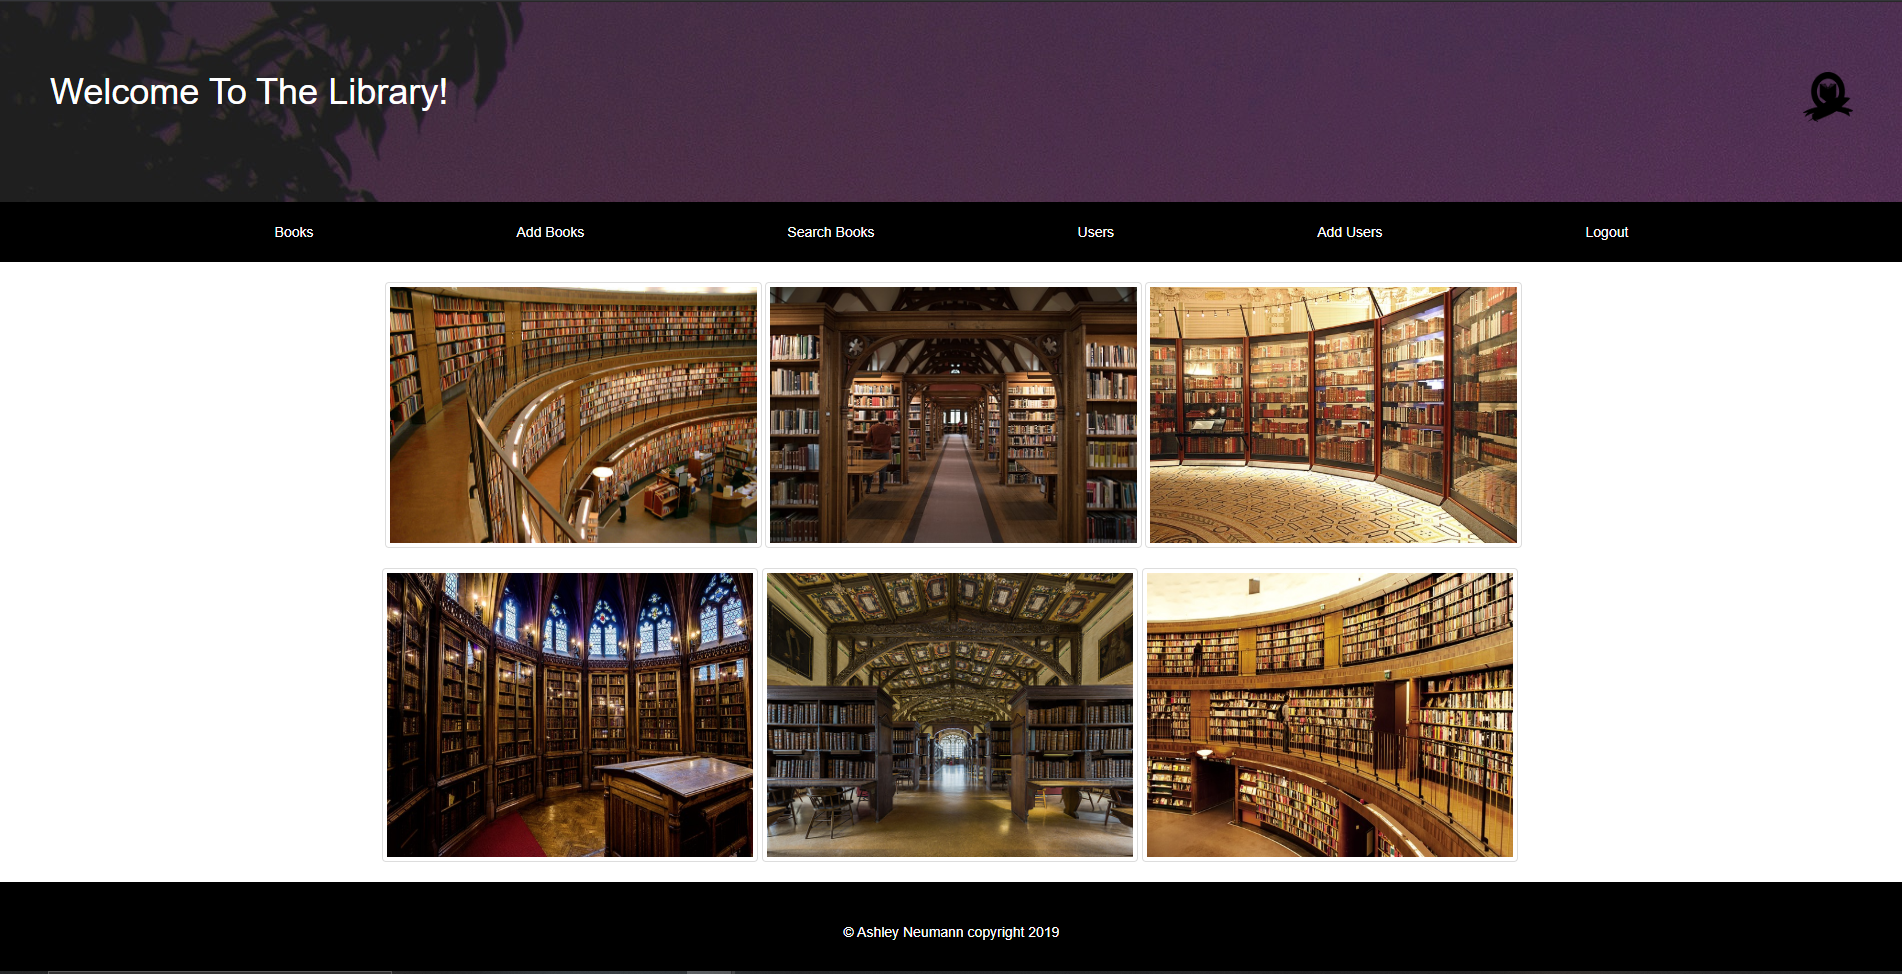 Welcome To The Library!
Books Add Books Search Books Users Add Users Logout
© Ashley Neumann copyright 2019